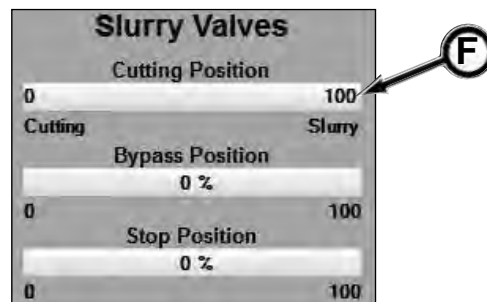 Slurry Valves
Cutting Position
0 100
Cutting Slurry
Bypass Position
0 %
0 100
Stop Position
0 %
0 100
F